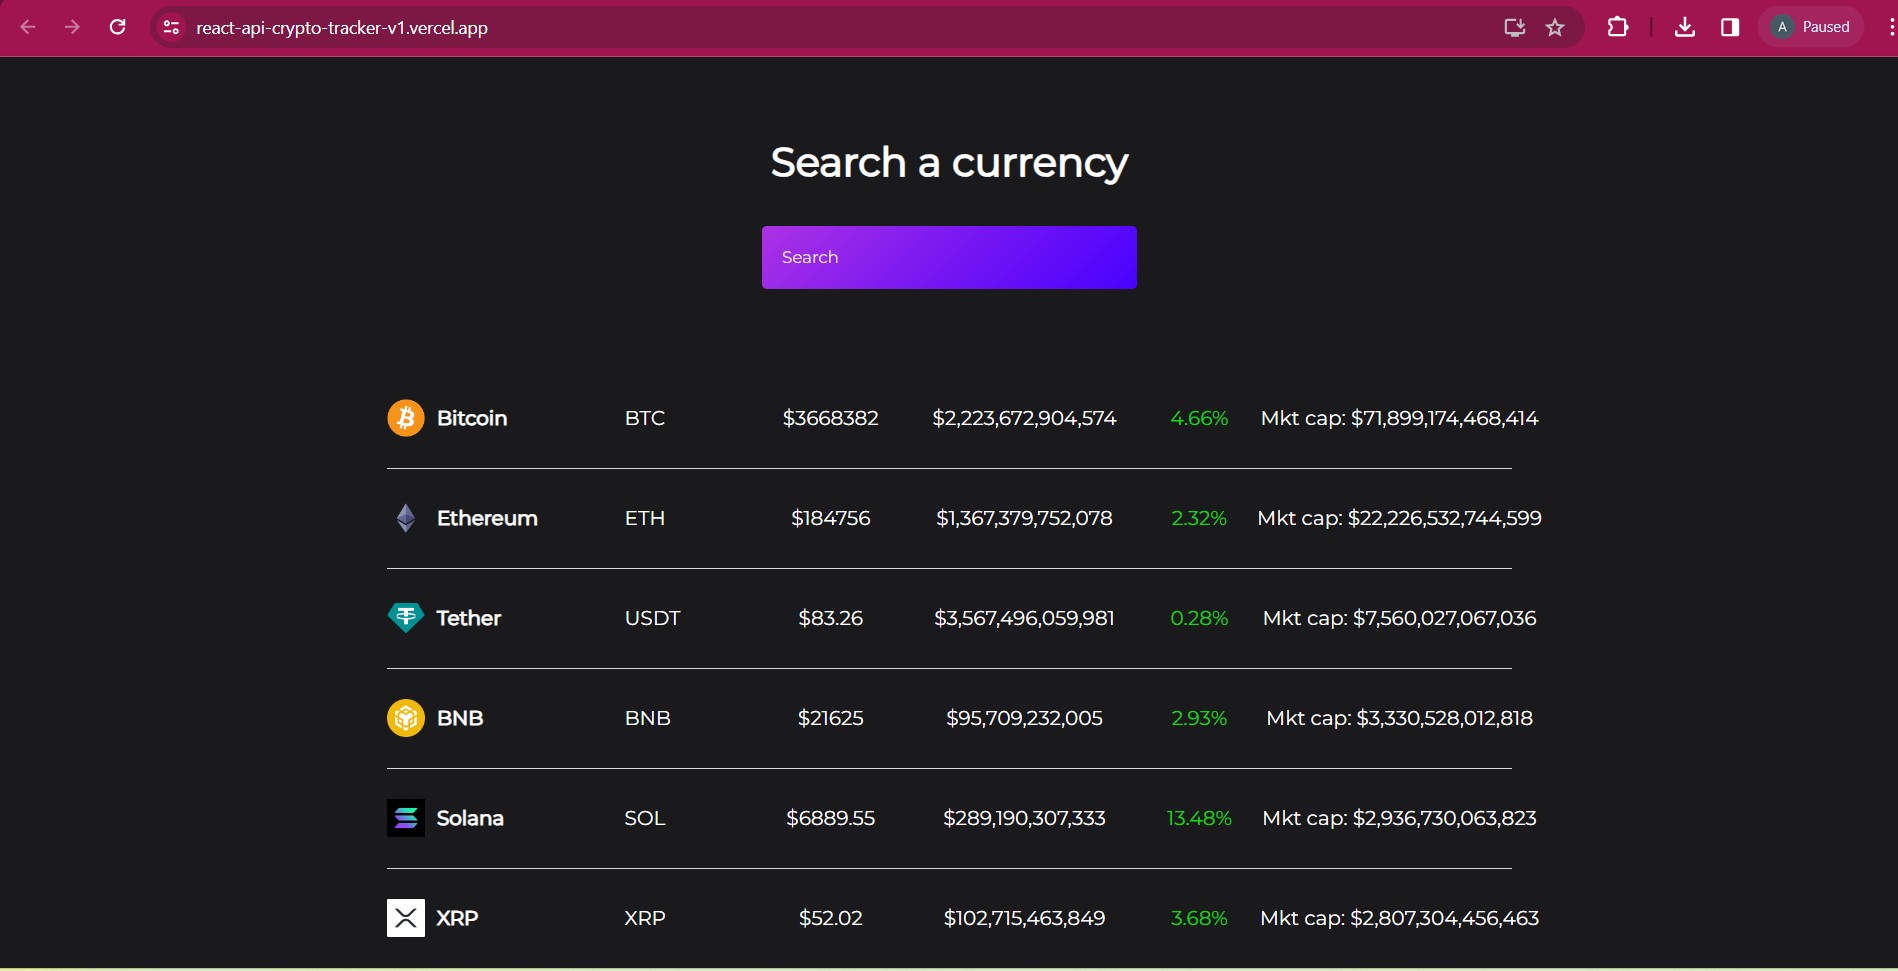 react-api-crypto-tracker-v1.vercel.app A Paused
Search a currency
Search
Bitcoin BTC $3668382 $2,223,672,904,574 4.66% Mkt cap: $71,899,174,468,414
Ethereum ETH $184756 $1,367,379,752,078 2.32% Mkt cap: $22,226,532,744,599
Tether USDT $83.26 $3,567,496,059,981 0.28% Mkt cap: $7,560,027,067,036
BNB BNB $21625 $95,709,232,005 2.93% Mkt cap: $3,330,528,012,818
Solana SOL $6889.55 $289,190,307,333 13.48% Mkt cap: $2,936,730,063,823
XRP XRP $52.02 $102,715,463,849 3.68% Mkt cap: $2,807,304,456,463